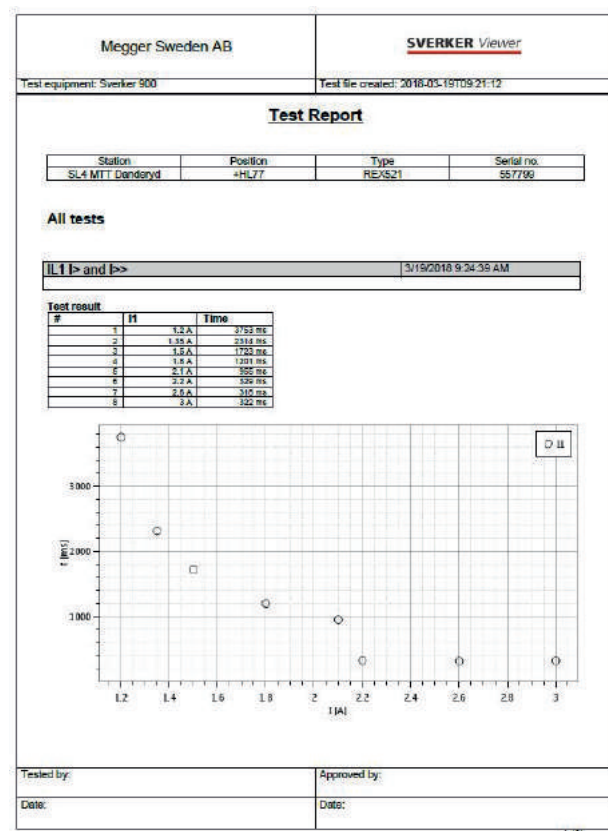 Megger Sweden AB
SVERKER Viewer
Test equipment: Sverker 900
Test file created: 2018-03-19T09:21:12
Test Report
Station Position Type Serial no.
SL4 MTT Danderyd +HL77 REX521 557799
All tests
IL1 I> and I>> 3/19/2018 9:24:39 AM
Test result
# I1 Time
1 1.2 A 3753 ms
2 1.35 A 2314 ms
3 1.5 A 1723 ms
4 1.8 A 1201 ms
5 2.1 A 955 ms
6 2.2 A 329 ms
7 2.6 A ms
8 3 A 322 ms
I1
3000
2000
1000
t [ms]
1.2 1.4 1.6 1.8 2 2.2 2.4 2.6 2.8 3
I [A]
Tested by:
Approved by:
Date:
Date: